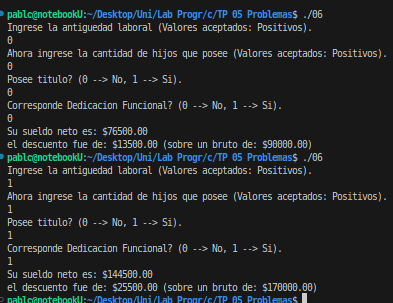 pablc@notebookU:~/Desktop/Uni/Lab Progr/c/TP 05 Problemas$ ./06
Ingrese la antiguedad laboral (Valores aceptados: Positivos).
0
Ahora ingrese la cantidad de hijos que posee (Valores aceptados: Positivos).
0
Posee titulo? (0 --> No, 1 --> Si).
0
Corresponde Dedicacion Funcional? (0 --> No, 1 --> Si).
0
Su sueldo neto es: $76500.00
el descuento fue de: $13500.00 (sobre un bruto de: $90000.00)
pablc@notebookU:~/Desktop/Uni/Lab Progr/c/TP 05 Problemas$ ./06
Ingrese la antiguedad laboral (Valores aceptados: Positivos).
1
Ahora ingrese la cantidad de hijos que posee (Valores aceptados: Positivos).
1
Posee titulo? (0 --> No, 1 --> Si).
1
Corresponde Dedicacion Funcional? (0 --> No, 1 --> Si).
1
Su sueldo neto es: $144500.00
el descuento fue de: $25500.00 (sobre un bruto de: $170000.00)
pablc@notebookU:~/Desktop/Uni/Lab Progr/c/TP 05 Problemas$